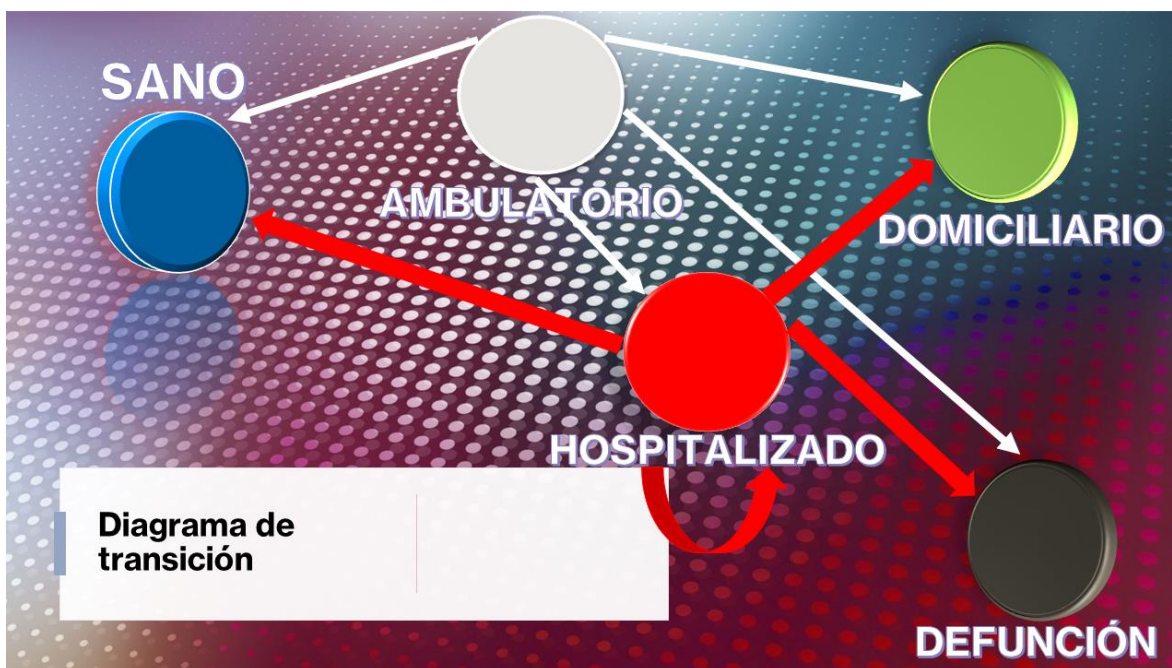 SANO
AMBULATORIO
DOMICILIARIO
HOSPITALIZADO
Diagrama de
transición
DEFUNCIÓN